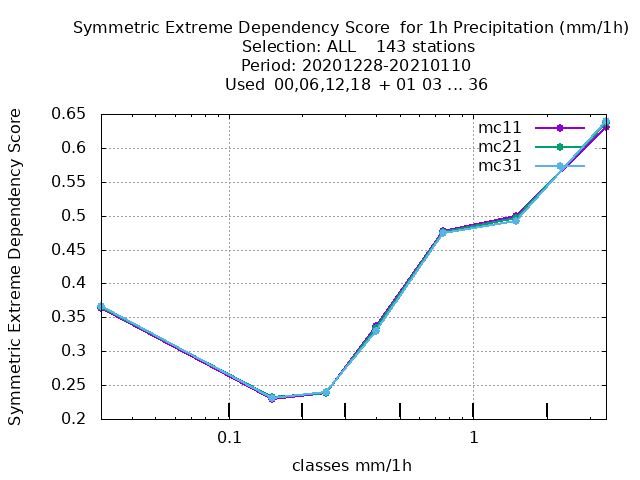 Symmetric Extreme Dependency Score  for 1h Precipitation (mm/1h)
Selection: ALL    143 stations
Period: 20201228-20210110
Used  00,06,12,18  + 01 03 ... 36
Symmetric Extreme Dependency Score
0.65
0.6
0.55
0.5
0.45
0.4
0.35
0.3
0.25
0.2
mc11
mc21
mc31
0.1
1
classes mm/1h